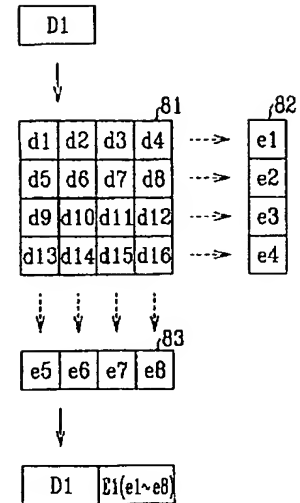 D1
81 82
d1 d2 d3 d4 e1
d5 d6 d7 d8 e2
d9 d10 d11 d12 e3
d13 d14 d15 d16 e4
83
e5 e6 e7 e8
D1 E1(e1~e8)